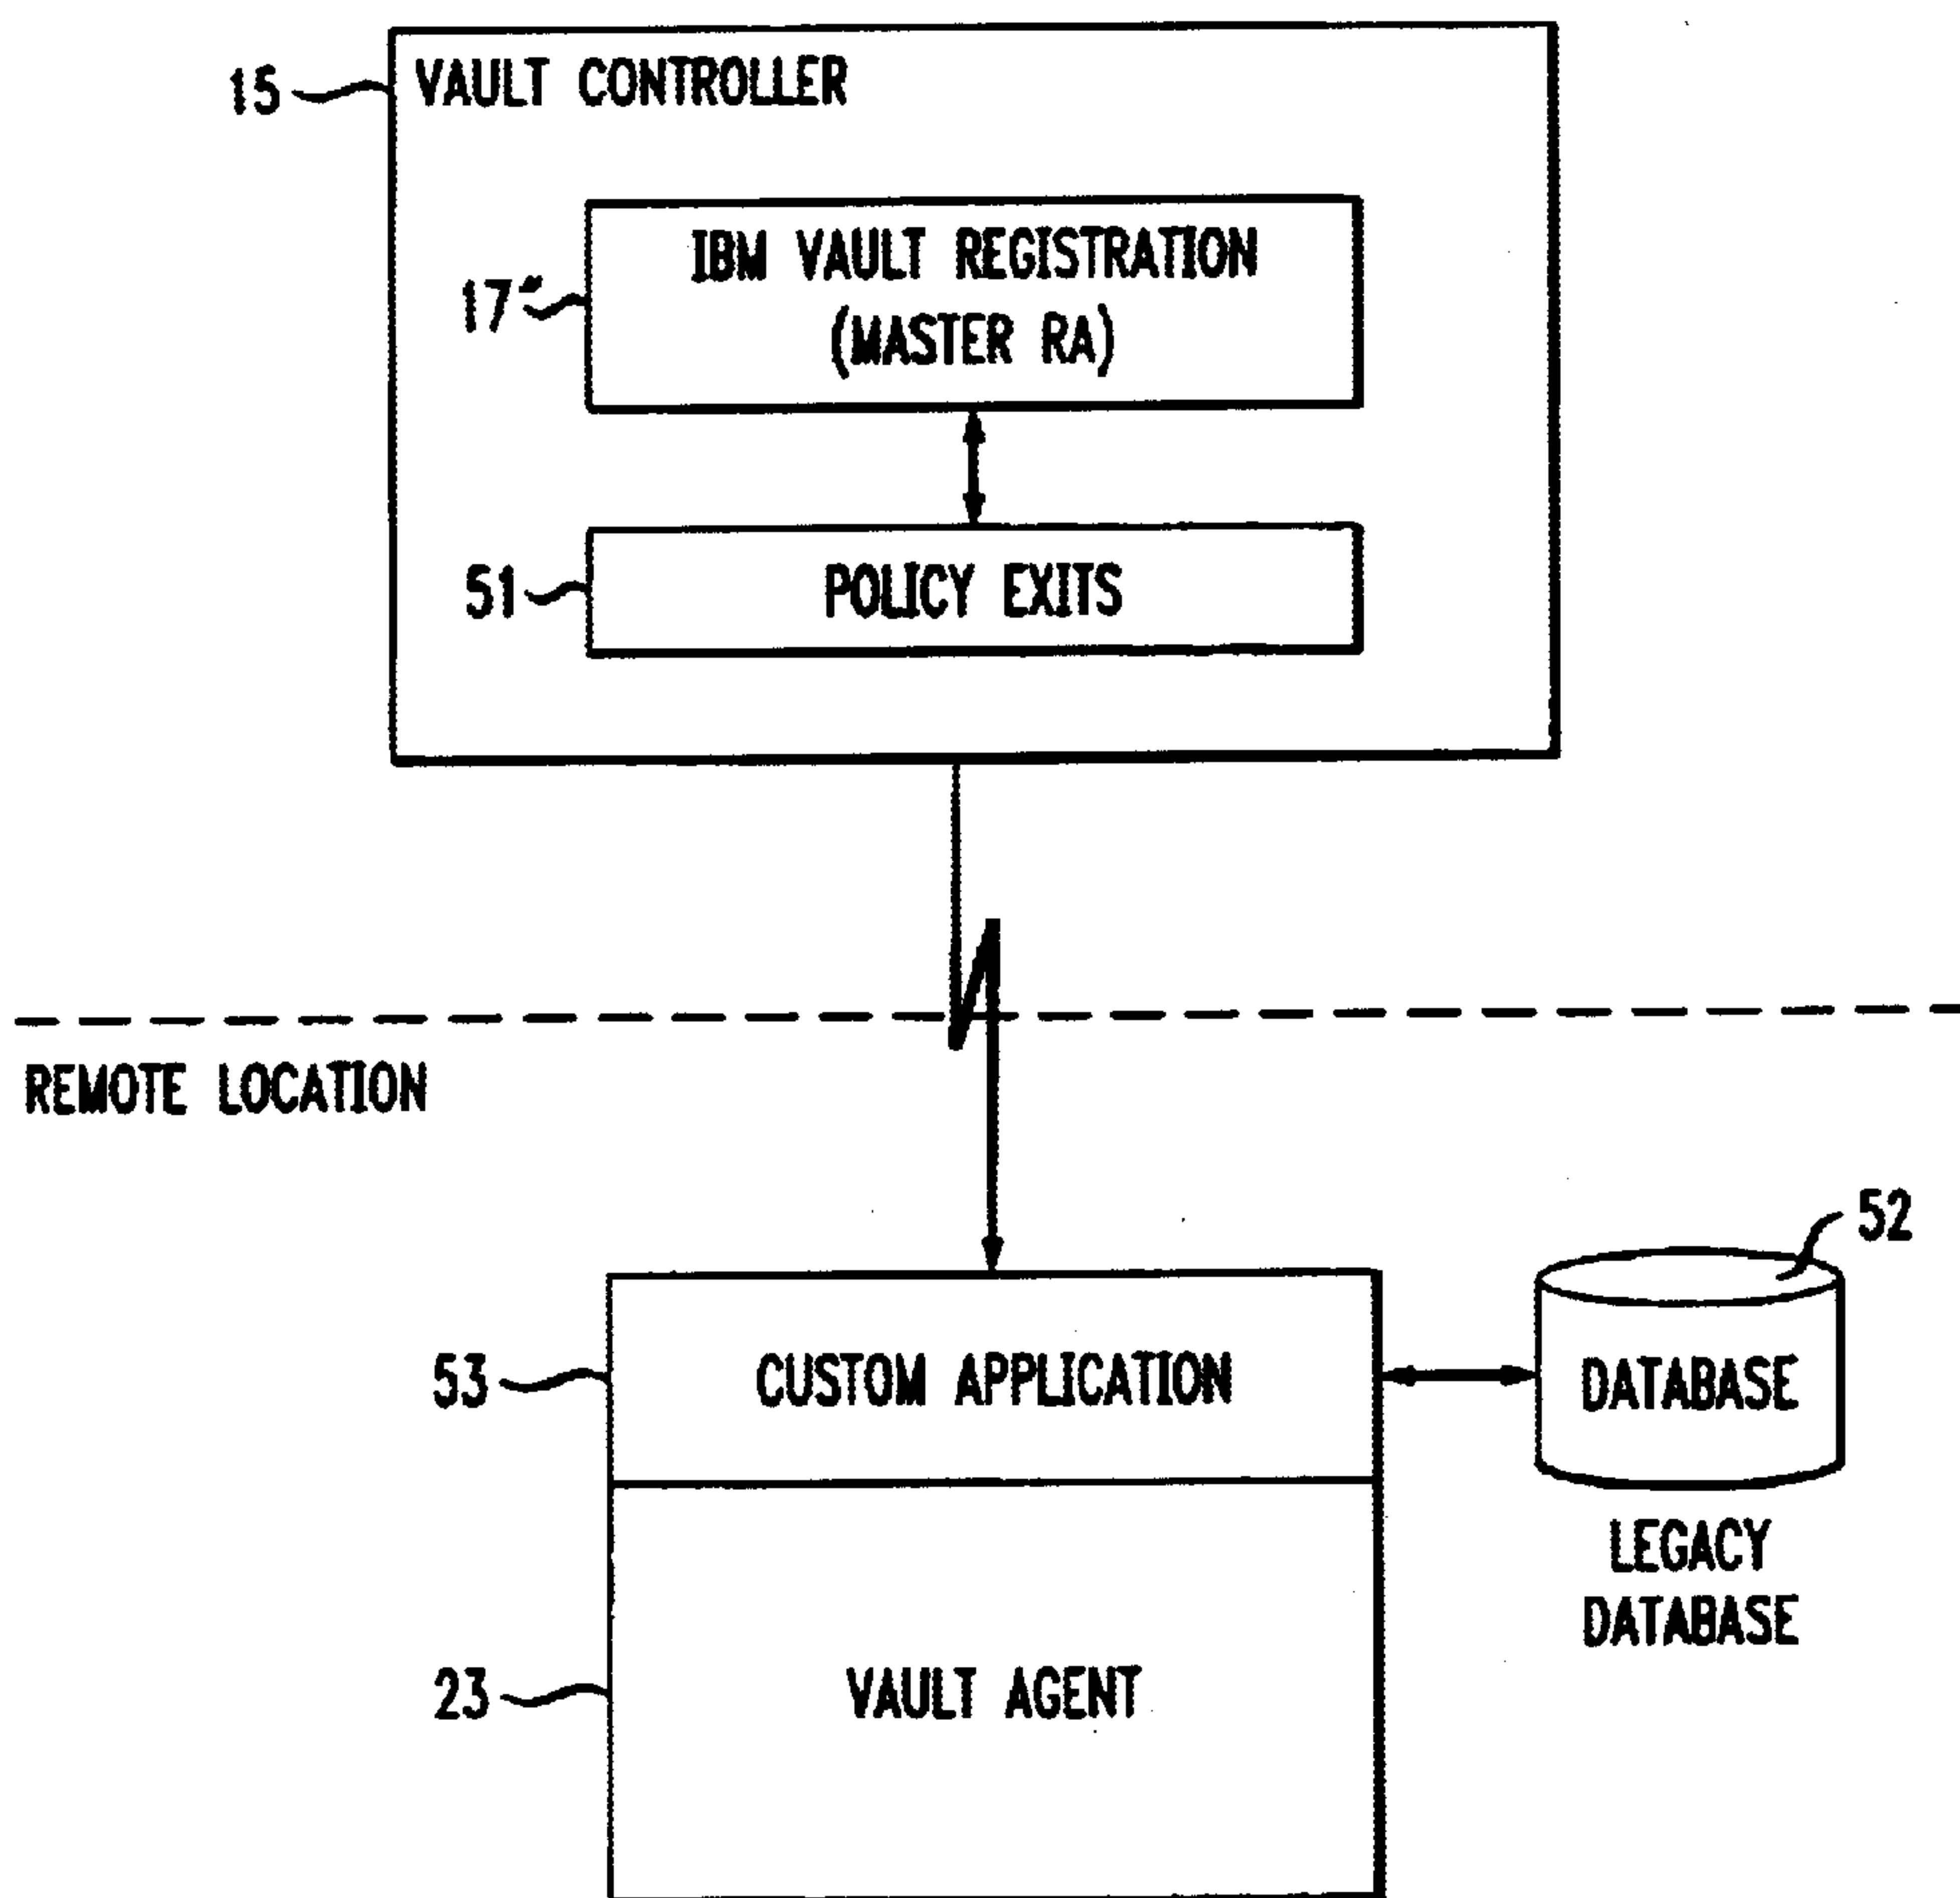 15
VAULT CONTROLLER
17"
IBM VAULT REGISTRATION
(MASTER RA)
51
POLICY EXITS
REMOTE LOCATION
52
53
CUSTOM APPLICATION
DATABASE
LEGACY
DATABASE
23
VAULT AGENT